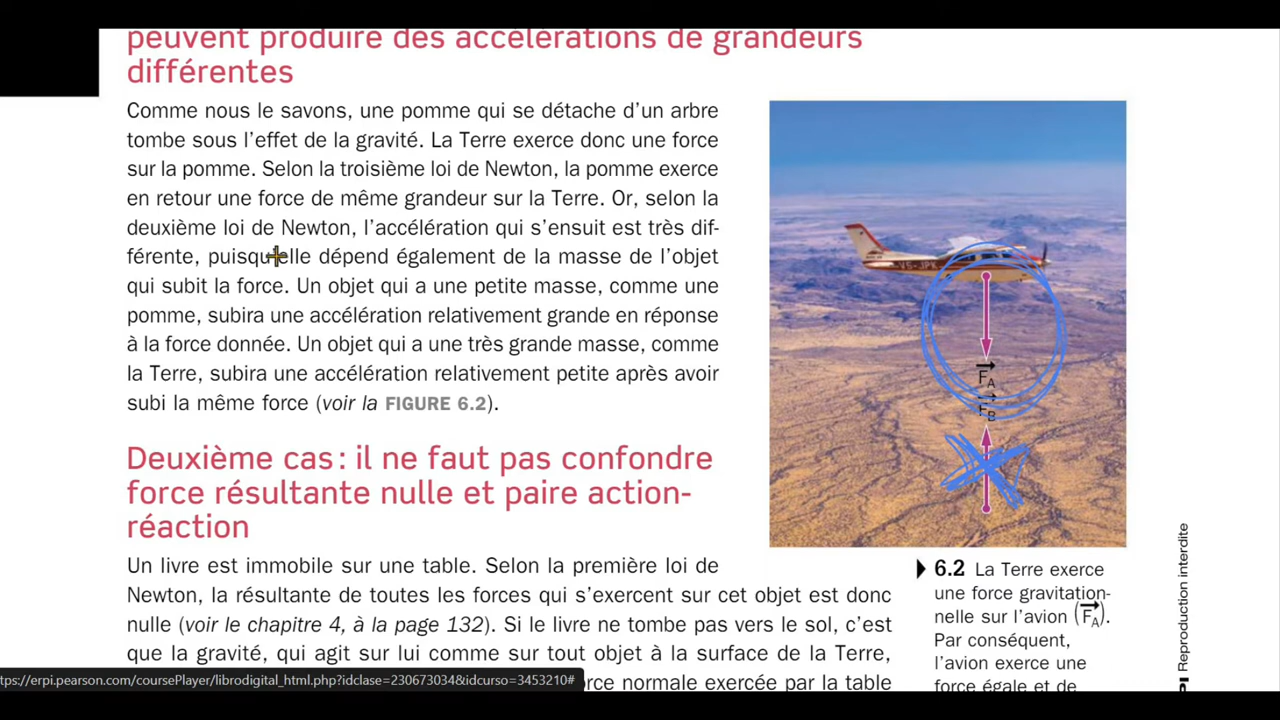 peuvent produire des accélérations de grandeurs
différentes
Comme nous le savons, une pomme qui se détache d'un arbre
tombe sous l'effet de la gravité. La Terre exerce donc une force
sur la pomme. Selon la troisième loi de Newton, la pomme exerce
en retour une force de même grandeur sur la Terre. Or, selon la
deuxième loi de Newton, l'accélération qui s'ensuit est très dif-
férente, puisqu'elle dépend également de la masse de l'objet
qui subit la force. Un objet qui a une petite masse, comme une
pomme, subira une accélération relativement grande en réponse
à la force donnée. Un objet qui a une très grande masse, comme
la Terre, subira une accélération relativement petite après avoir
subi la même force (voir la FIGURE 6.2).
Deuxième cas : il ne faut pas confondre
force résultante nulle et paire action-
réaction
Un livre est immobile sur une table. Selon la première loi de
Newton, la résultante de toutes les forces qui s'exercent sur cet objet est donc
nulle (voir le chapitre 4, à la page 132). Si le livre ne tombe pas vers le sol, c'est
que la gravité, qui agit sur lui comme sur tout objet à la surface de la Terre,
orce normale exercée par la table
ttps://erpi.pearson.com/coursePlayer/librodigital_html.php?idclase=230673034&idcurso=3453210#
V5-JPK
F_A
F_B
6.2 La Terre exerce
une force gravitation-
nelle sur l'avion (F_A).
Par conséquent,
l'avion exerce une
force égale et de
PI Reproduction interdite